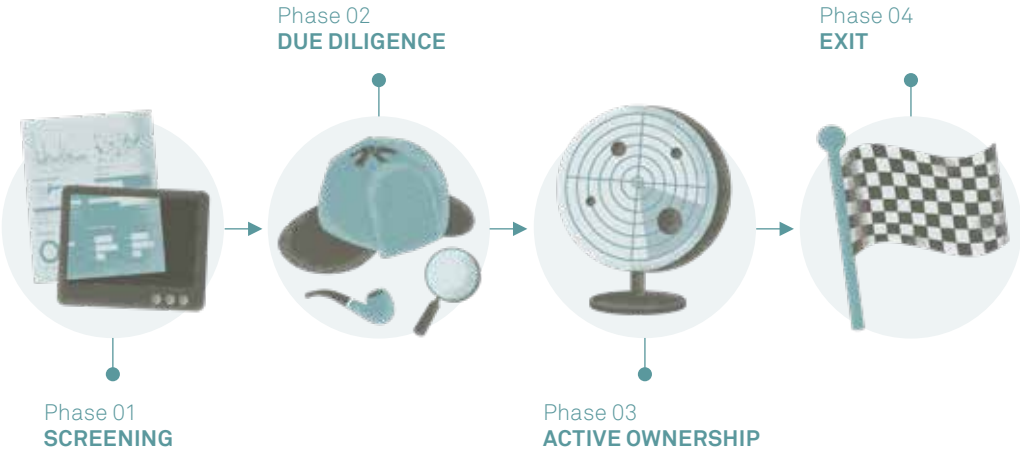 Phase 01
SCREENING
Phase 02
DUE DILIGENCE
Phase 03
ACTIVE OWNERSHIP
Phase 04
EXIT